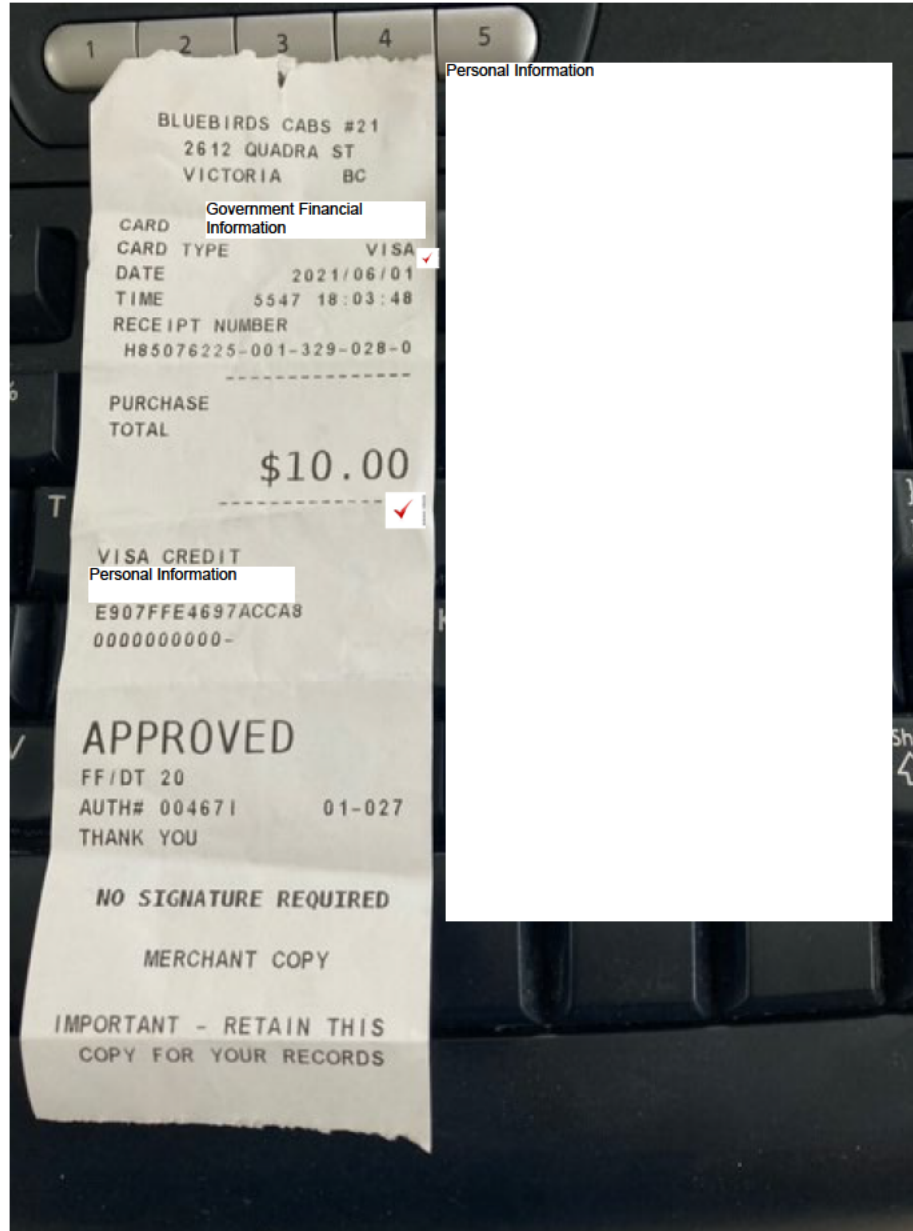 1 2 3 4 5
Personal Information
BLUEBIRDS CABS #21
2612 QUADRA ST
VICTORIA BC
CARD Government Financial
Information
CARD TYPE VISA
DATE 2021/06/01
TIME 5547 18:03:48
RECEIPT NUMBER
H85076225-001-329-028-0
PURCHASE
TOTAL
$10.00
T
VISA CREDIT
Personal Information
E907FFE4697ACCA8
0000000000-
APPROVED
Sh
FF/DT 20
AUTH# 004671 01-027
THANK YOU
NO SIGNATURE REQUIRED
MERCHANT COPY
IMPORTANT - RETAIN THIS
COPY FOR YOUR RECORDS